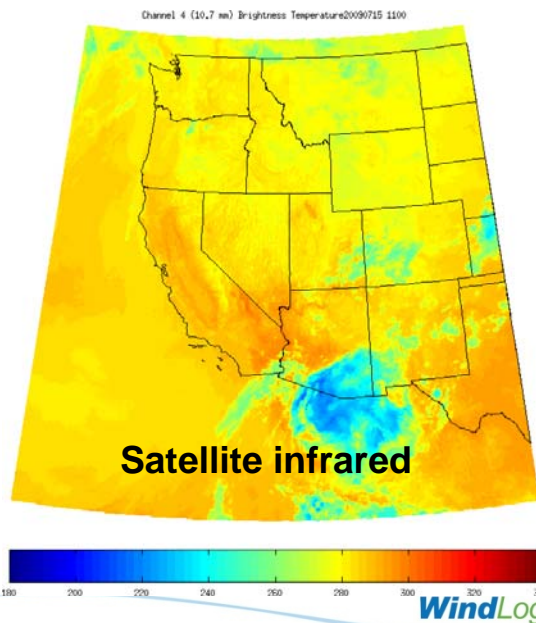 Channel 4 (10.7 mm) Brightness Temperature20090715 1100
Satellite infrared
180 200 220 240 260 280 300 320
WindLog